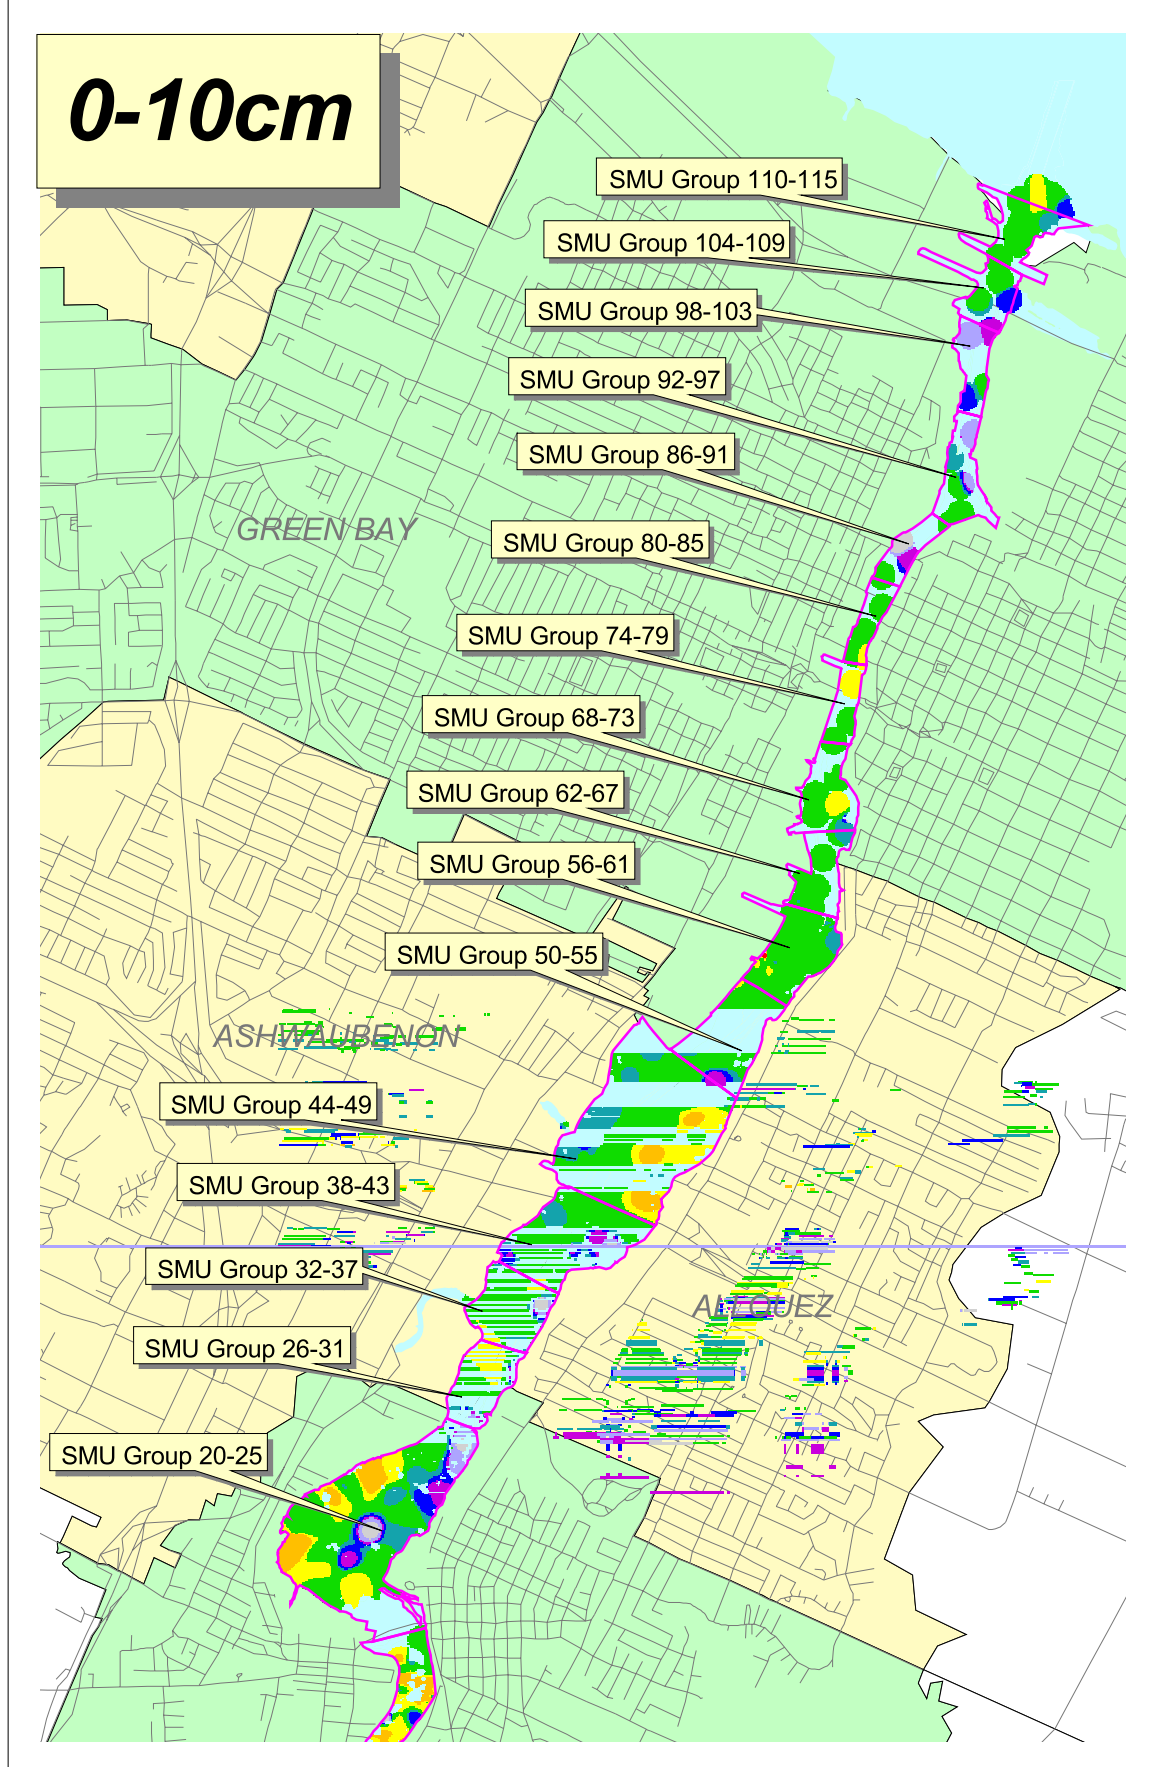 0-10cm
SMU Group 110-115
SMU Group 104-109
SMU Group 98-103
SMU Group 92-97
SMU Group 86-91
GREEN BAY
SMU Group 80-85
SMU Group 74-79
SMU Group 68-73
SMU Group 62-67
SMU Group 56-61
SMU Group 50-55
ASHWAUBENON
SMU Group 44-49
SMU Group 38-43
SMU Group 32-37
ALLOUEZ
SMU Group 26-31
SMU Group 20-25